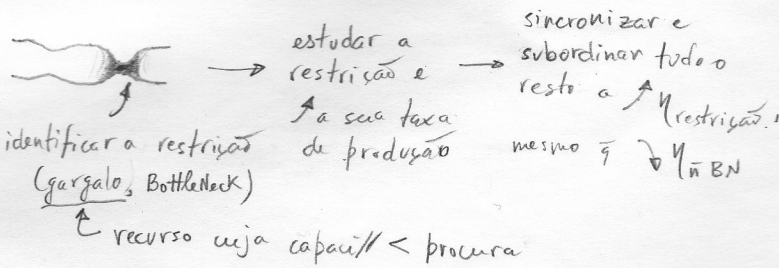 identificar a restrição
(gargalo, BottleNeck)
recurso cuja capaci// < procura
estudar a
restrição e
↗ a sua taxa
de produção
sincronizar e
subordinar tudo o
resto a ↗ η restrição,
mesmo q̄ ↘ η n̄ BN